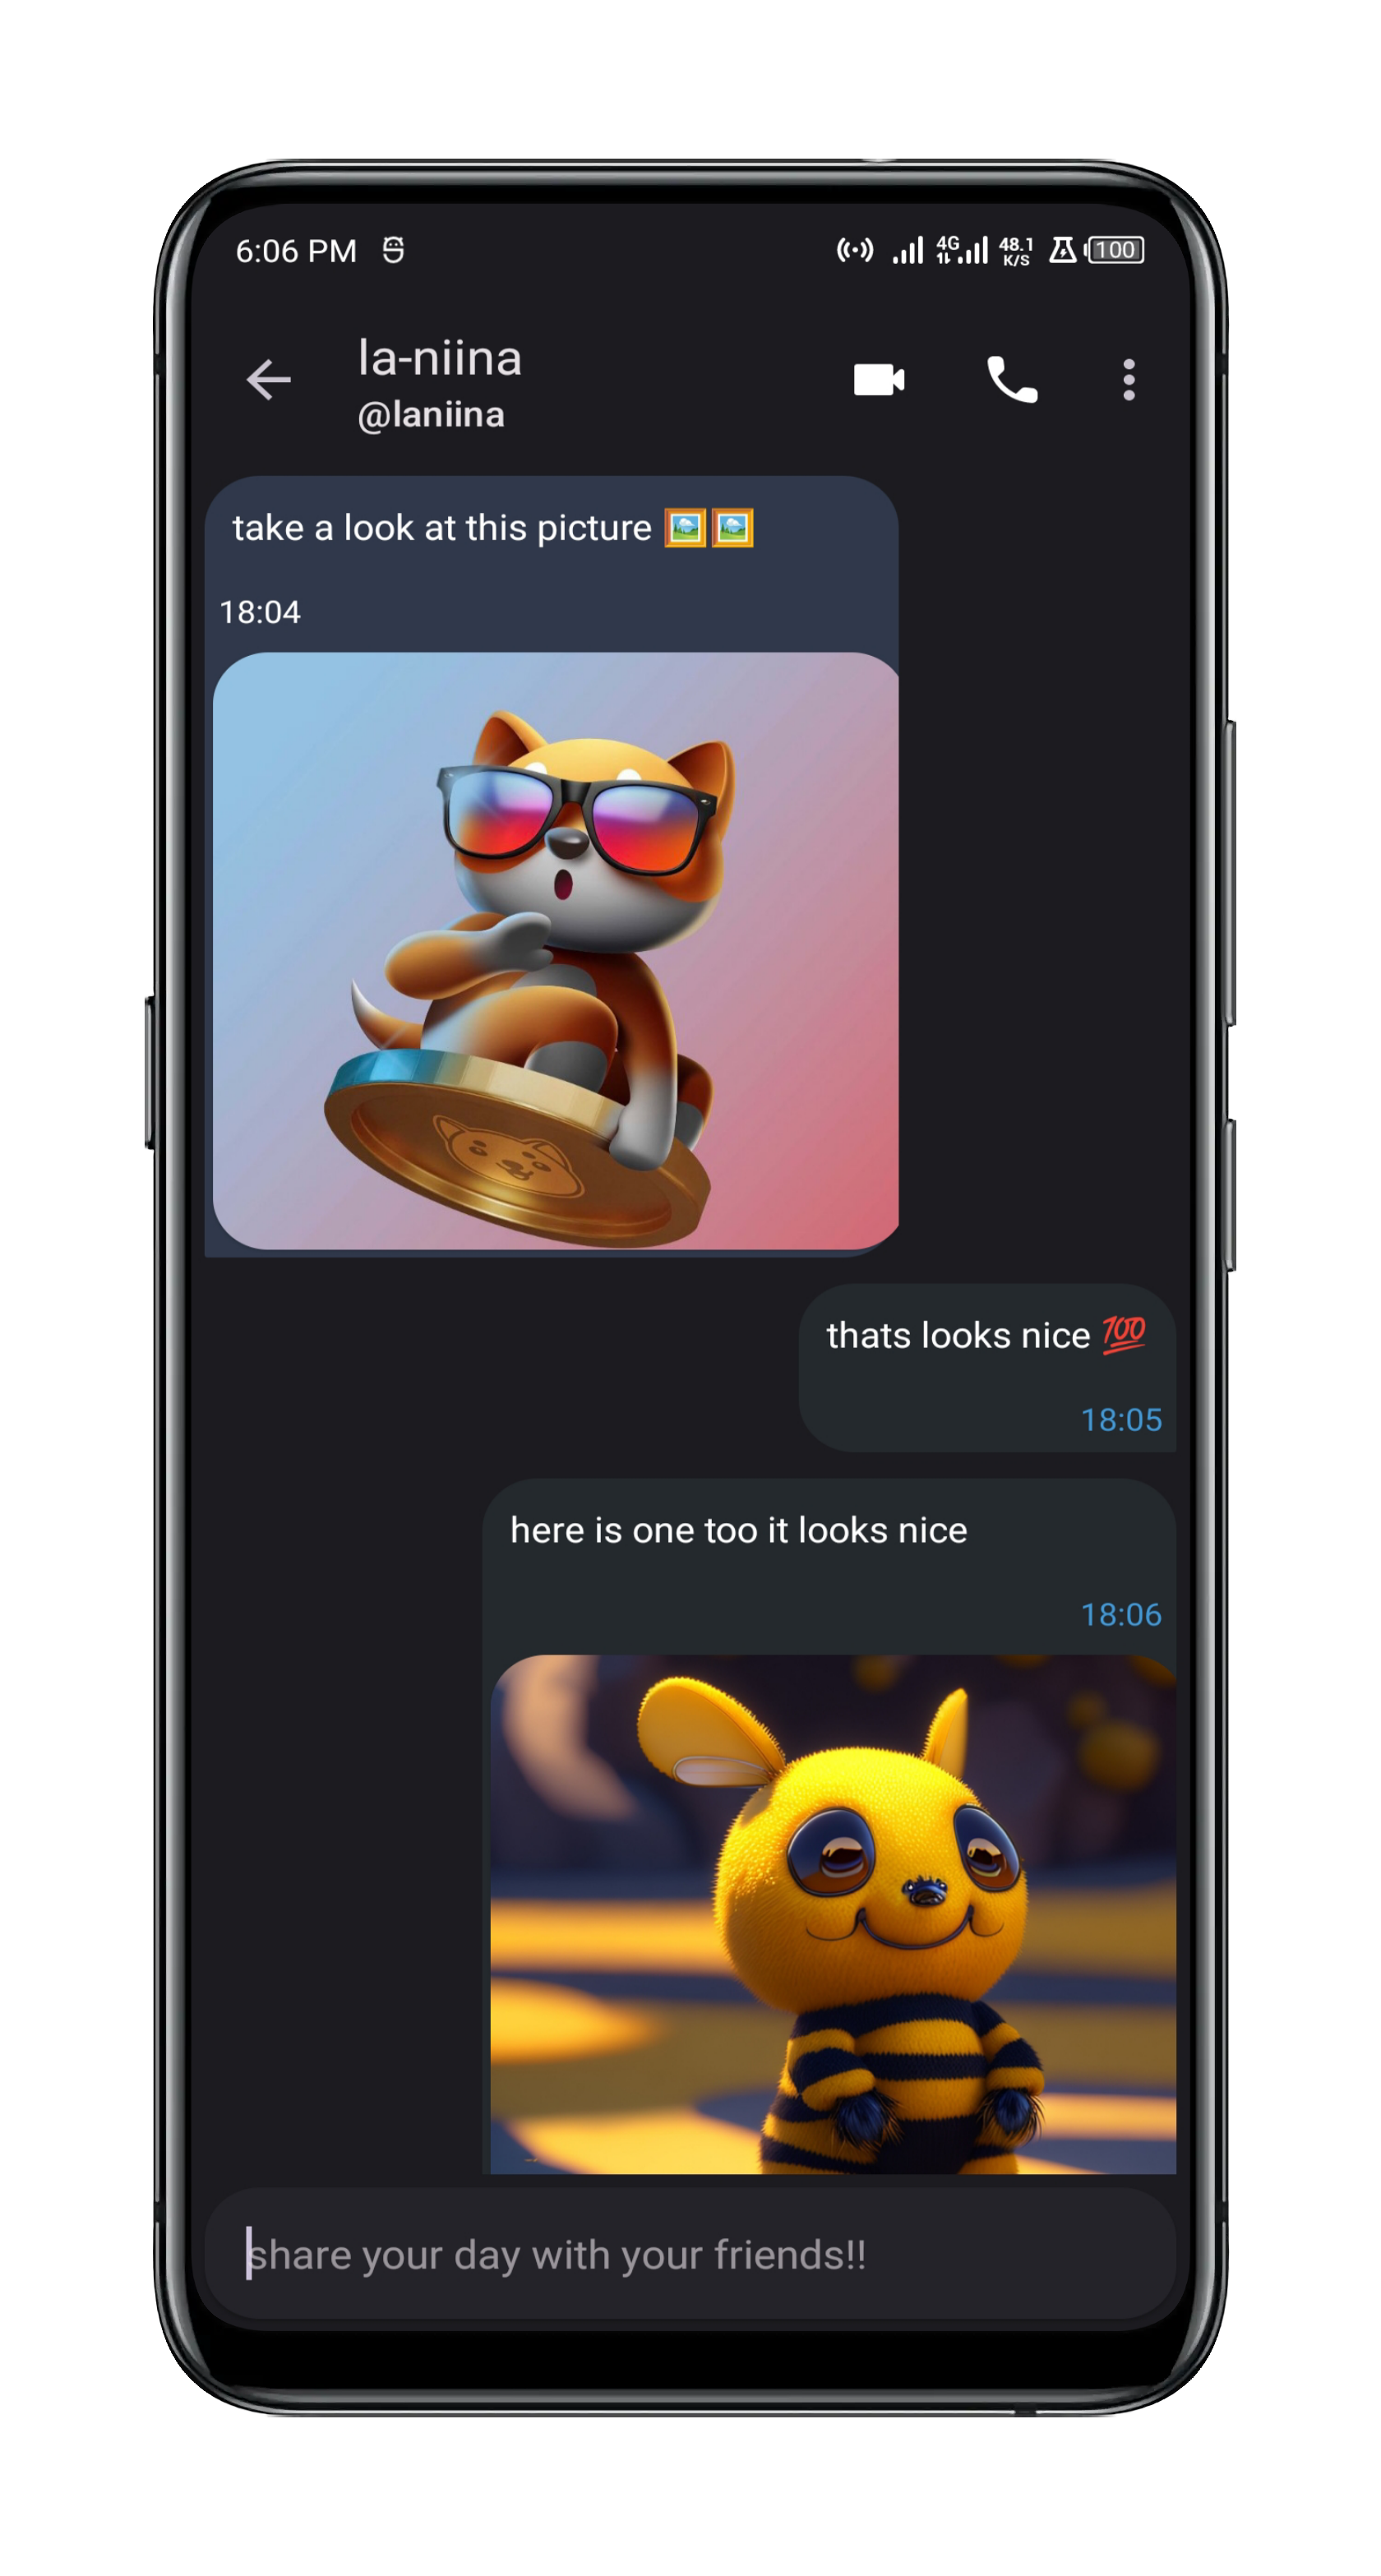 6:06 PM 4G 48.1 K/S 100
la-niina
@laniina
take a look at this picture 🖼️🖼️
18:04
thats looks nice 💯
18:05
here is one too it looks nice
18:06
share your day with your friends!!